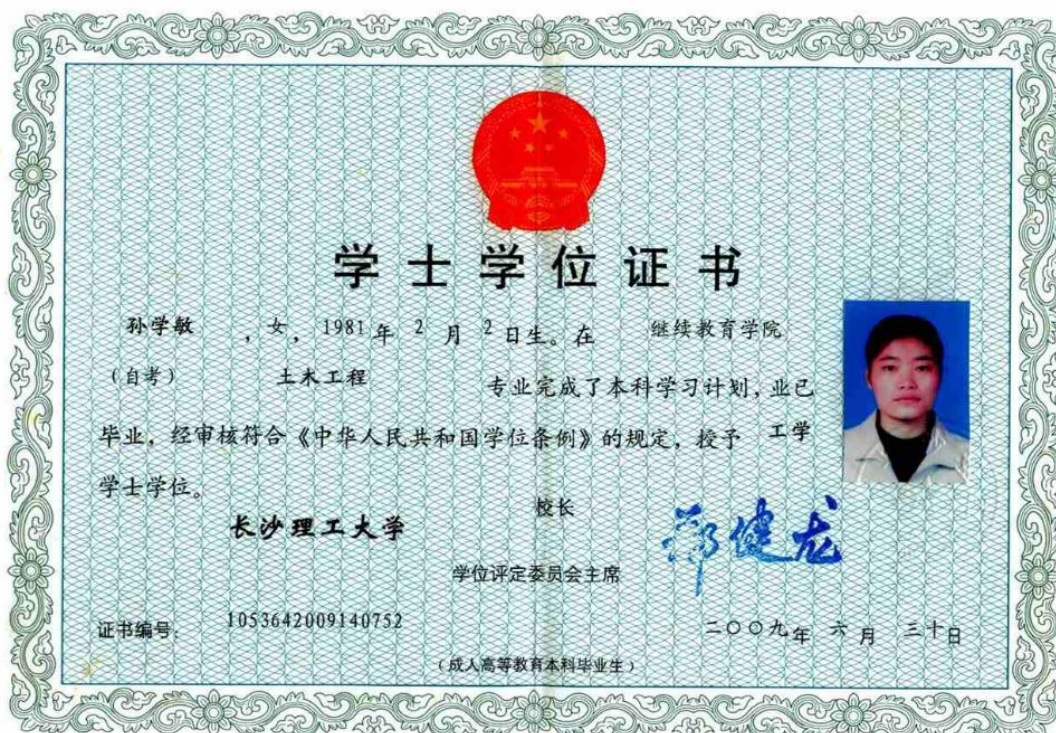 学士学位证书
孙学敏，女，1981年2月2日生。在 继续教育学院
（自考） 土木工程 专业完成了本科学习计划，业已
毕业，经审核符合《中华人民共和国学位条例》的规定，授予 工学
学士学位。
长沙理工大学
校长
郑健龙
学位评定委员会主席
证书编号：1053642009140752
二〇〇九年 六月 三十日
（成人高等教育本科毕业生）